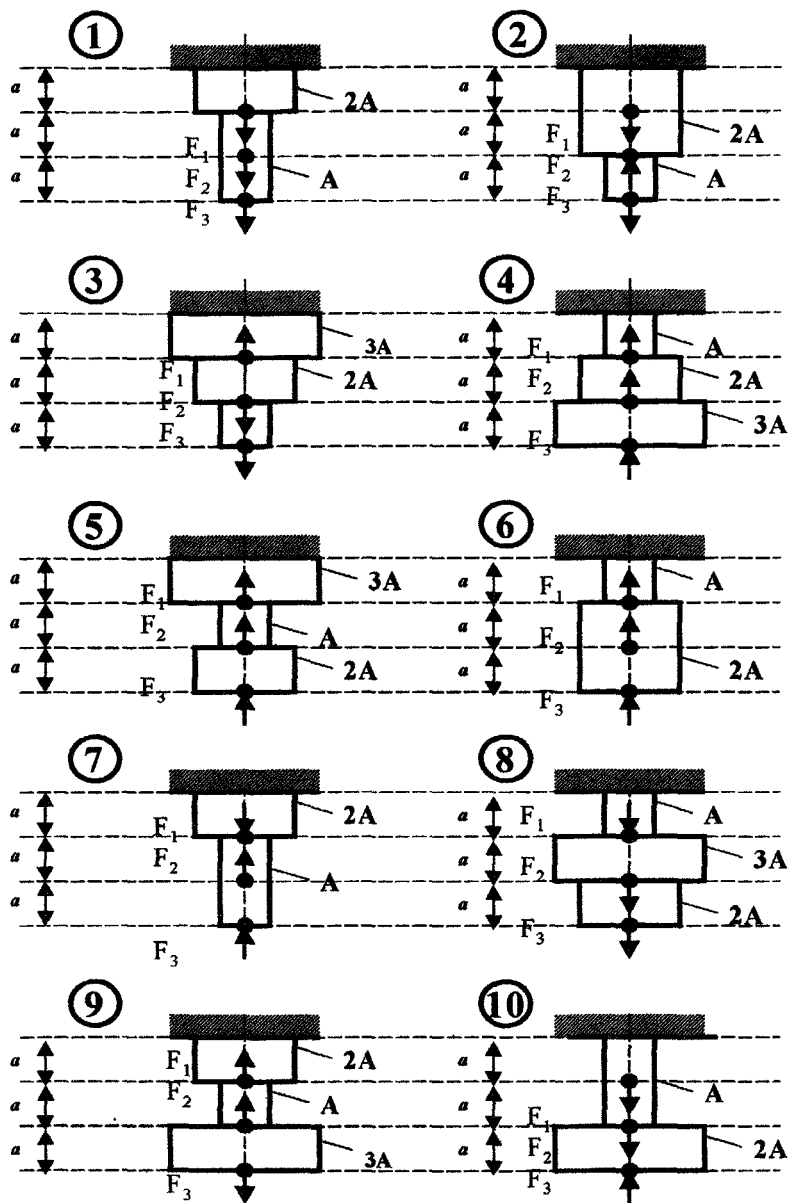 1 2
a 2A a
a F₁ a F₁ 2A
F₂ A F₂ A
a F₃ a F₃
3 4
a 3A a F₁ A
F₁
a 2A a F₂ 2A
F₂
a F₃ a F₃ 3A
5 6
a F₁ 3A a F₁ A
a F₂ A a F₂
a F₃ 2A a F₃ 2A
7 8
a F₁ 2A a F₁ A
a F₂ A a F₂ 3A
a a 2A
F₃ F₃
9 10
a F₁ 2A a
F₂
a A a F₁ A
a 3A a F₂ 2A
F₃ F₃